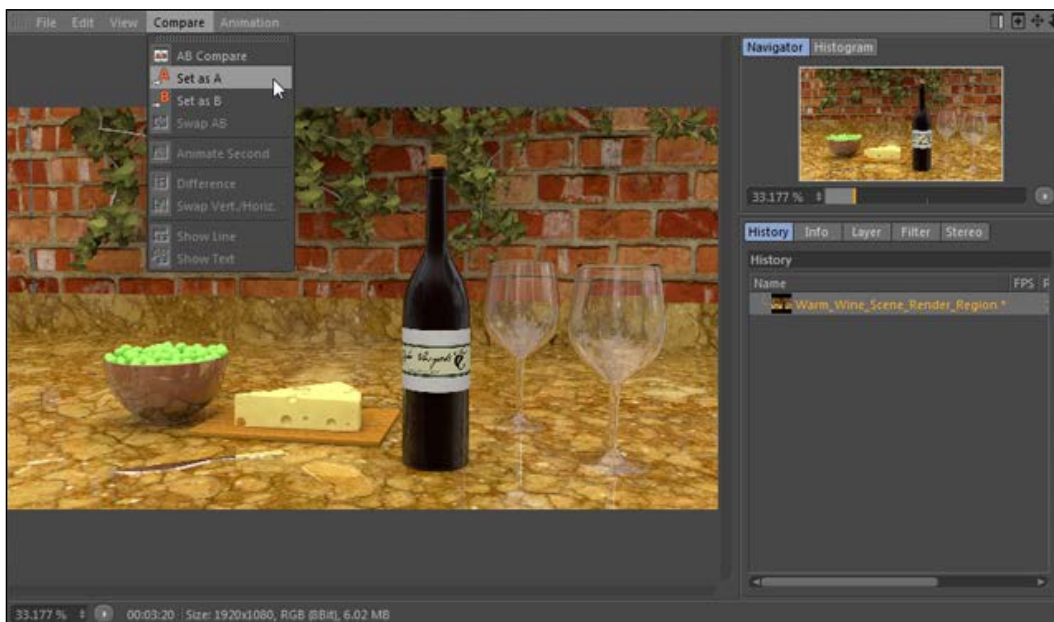 File Edit View Compare Animation
AB Compare
Set as A
Set as B
Swap AB
Animate Second
Difference
Swap Vert./Horiz.
Show Line
Show Text
Navigator Histogram
33.177 %
History Info Layer Filter Stereo
History
Name FPS
Warm_Wine_Scene_Render_Region *
33.177 % 00:03:20 Size: 1920x1080, RGB (8Bit), 6.02 MB